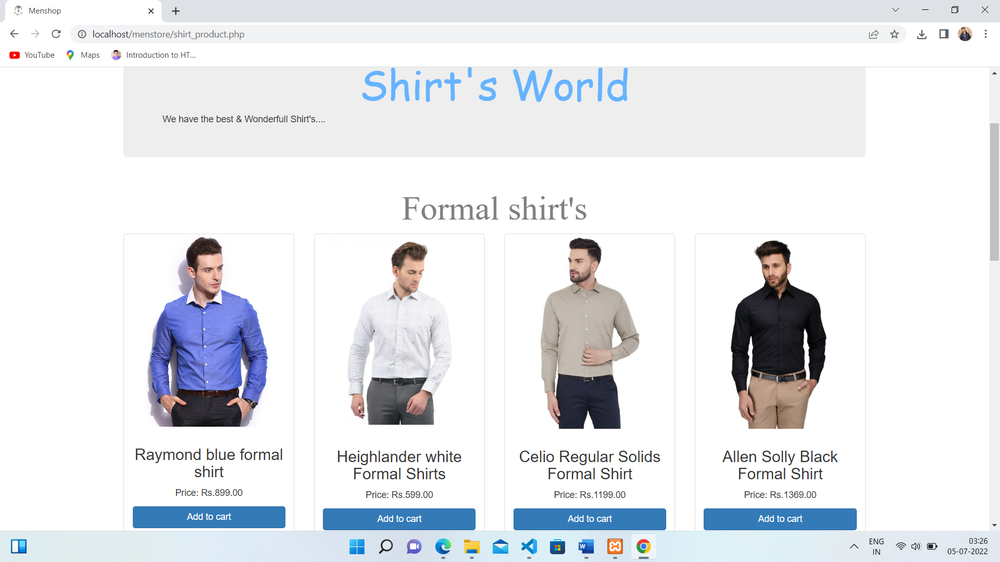 Menshop
localhost/menstore/shirt_product.php
YouTube
Maps
Introduction to HT...
Shirt's World
We have the best & Wonderfull Shirt's....
Formal shirt's
Raymond blue formal
shirt
Price: Rs.899.00
Add to cart
Heighlander white
Formal Shirts
Price: Rs.599.00
Add to cart
Celio Regular Solids
Formal Shirt
Price: Rs.1199.00
Add to cart
Allen Solly Black
Formal Shirt
Price: Rs.1369.00
Add to cart
W
ENG
IN
03:26
05-07-2022